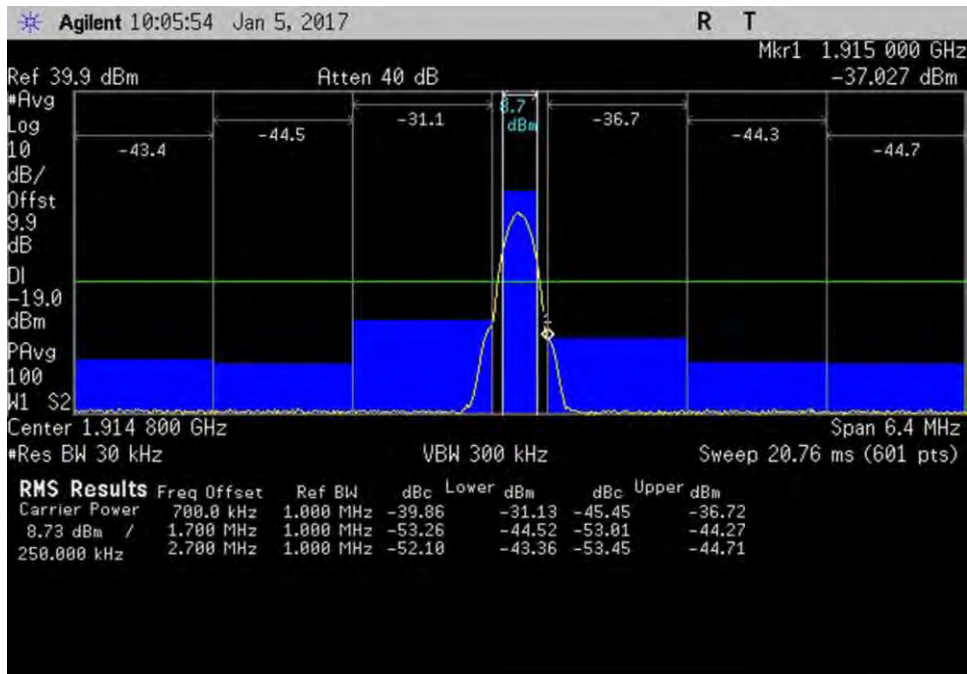 Agilent 10:05:54 Jan 5, 2017 R T
Mkr1 1.915 000 GHz
Ref 39.9 dBm Atten 40 dB -37.027 dBm
#Avg
Log
10
dB/
Offst
9.9
dB
DI
-19.0
dBm
PAvg
100
W1 S2
-43.4 -44.5 -31.1 8.7 dBm -36.7 -44.3 -44.7
1
Center 1.914 800 GHz Span 6.4 MHz
#Res BW 30 kHz VBW 300 kHz Sweep 20.76 ms (601 pts)
RMS Results Freq Offset Ref BW dBc Lower dBm dBc Upper dBm
Carrier Power 700.0 kHz 1.000 MHz -39.86 -31.13 -45.45 -36.72
8.73 dBm / 1.700 MHz 1.000 MHz -53.26 -44.52 -53.01 -44.27
250.000 kHz 2.700 MHz 1.000 MHz -52.10 -43.36 -53.45 -44.71